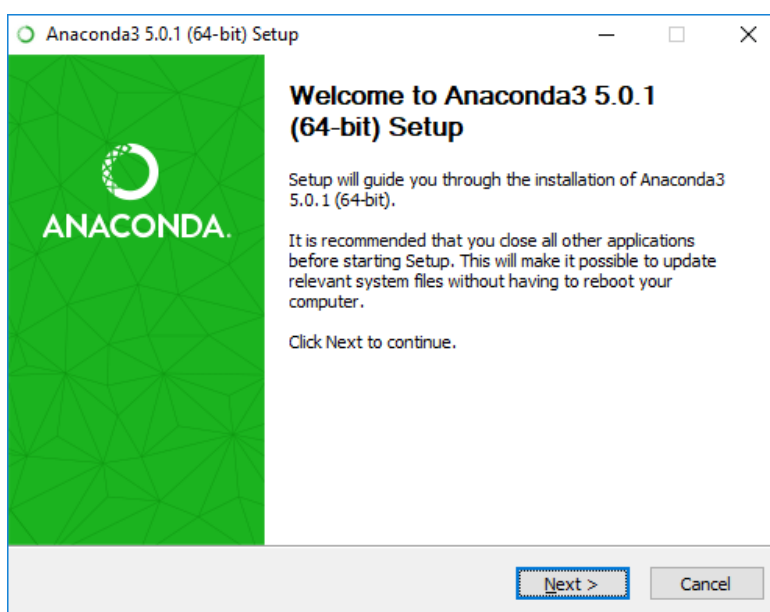 Anaconda3 5.0.1 (64-bit) Setup
Welcome to Anaconda3 5.0.1
(64-bit) Setup
ANACONDA.
Setup will guide you through the installation of Anaconda3
5.0.1 (64-bit).
It is recommended that you close all other applications
before starting Setup. This will make it possible to update
relevant system files without having to reboot your
computer.
Click Next to continue.
Next >
Cancel